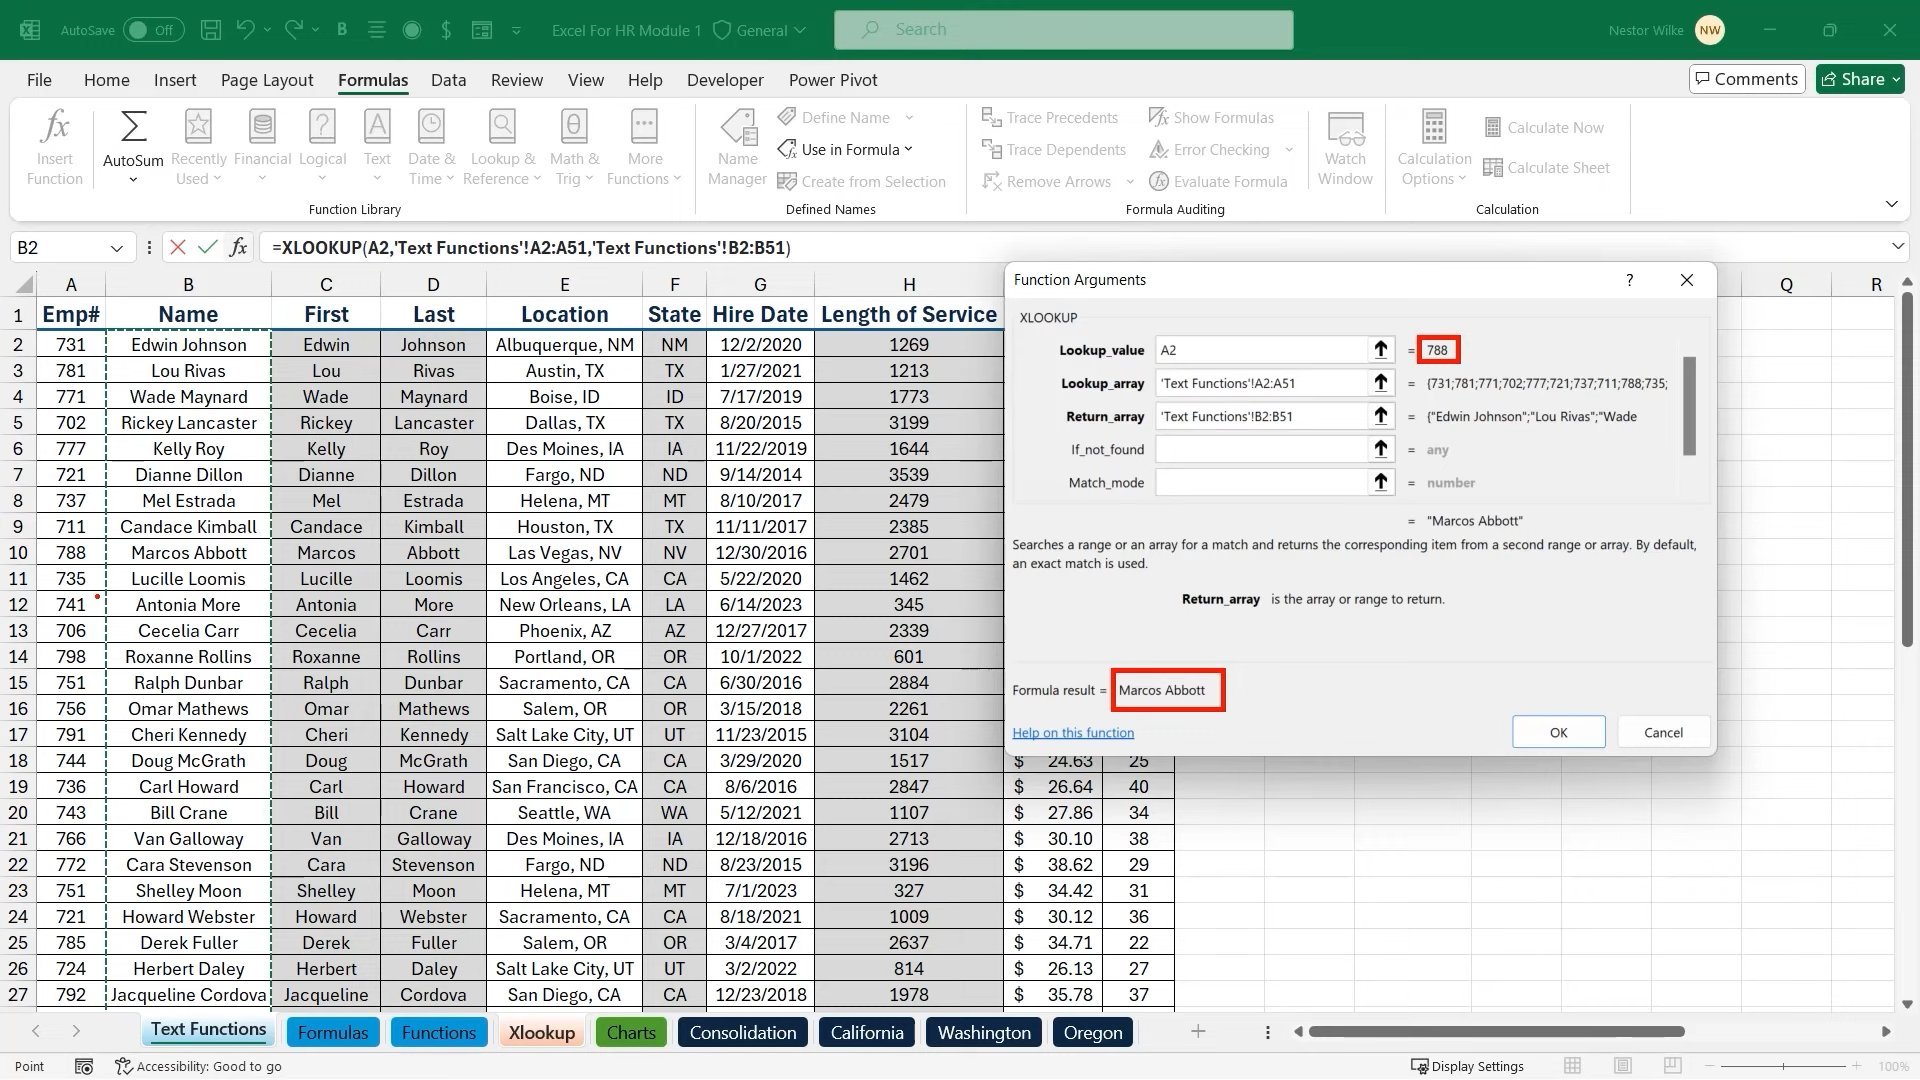 AutoSave Off B $ Excel For HR Module 1 General Search Nestor Wilke NW
File Home Insert Page Layout Formulas Data Review View Help Developer Power Pivot Comments Share
fx Insert Function
AutoSum
Recently Used
Financial
Logical
Text
Date & Time
Lookup & Reference
Math & Trig
More Functions
Function Library
Name Manager
Define Name
Use in Formula
Create from Selection
Defined Names
Trace Precedents
Trace Dependents
Remove Arrows
Show Formulas
Error Checking
Evaluate Formula
Formula Auditing
Watch Window
Calculation Options
Calculate Now
Calculate Sheet
Calculation
B2 fx =XLOOKUP(A2,'Text Functions'!A2:A51,'Text Functions'!B2:B51)
A B C D E F G H Q R
1 Emp# Name First Last Location State Hire Date Length of Service
2 731 Edwin Johnson Edwin Johnson Albuquerque, NM NM 12/2/2020 1269
3 781 Lou Rivas Lou Rivas Austin, TX TX 1/27/2021 1213
4 771 Wade Maynard Wade Maynard Boise, ID ID 7/17/2019 1773
5 702 Rickey Lancaster Rickey Lancaster Dallas, TX TX 8/20/2015 3199
6 777 Kelly Roy Kelly Roy Des Moines, IA IA 11/22/2019 1644
7 721 Dianne Dillon Dianne Dillon Fargo, ND ND 9/14/2014 3539
8 737 Mel Estrada Mel Estrada Helena, MT MT 8/10/2017 2479
9 711 Candace Kimball Candace Kimball Houston, TX TX 11/11/2017 2385
10 788 Marcos Abbott Marcos Abbott Las Vegas, NV NV 12/30/2016 2701
11 735 Lucille Loomis Lucille Loomis Los Angeles, CA CA 5/22/2020 1462
12 741 Antonia More Antonia More New Orleans, LA LA 6/14/2023 345
13 706 Cecelia Carr Cecelia Carr Phoenix, AZ AZ 12/27/2017 2339
14 798 Roxanne Rollins Roxanne Rollins Portland, OR OR 10/1/2022 601
15 751 Ralph Dunbar Ralph Dunbar Sacramento, CA CA 6/30/2016 2884
16 756 Omar Mathews Omar Mathews Salem, OR OR 3/15/2018 2261
17 791 Cheri Kennedy Cheri Kennedy Salt Lake City, UT UT 11/23/2015 3104
18 744 Doug McGrath Doug McGrath San Diego, CA CA 3/29/2020 1517 $ 24.63 25
19 736 Carl Howard Carl Howard San Francisco, CA CA 8/6/2016 2847 $ 26.64 40
20 743 Bill Crane Bill Crane Seattle, WA WA 5/12/2021 1107 $ 27.86 34
21 766 Van Galloway Van Galloway Des Moines, IA IA 12/18/2016 2713 $ 30.10 38
22 772 Cara Stevenson Cara Stevenson Fargo, ND ND 8/23/2015 3196 $ 38.62 29
23 751 Shelley Moon Shelley Moon Helena, MT MT 7/1/2023 327 $ 34.42 31
24 721 Howard Webster Howard Webster Sacramento, CA CA 8/18/2021 1009 $ 30.12 36
25 785 Derek Fuller Derek Fuller Salem, OR OR 3/4/2017 2637 $ 34.71 22
26 724 Herbert Daley Herbert Daley Salt Lake City, UT UT 3/2/2022 814 $ 26.13 27
27 792 Jacqueline Cordova Jacqueline Cordova San Diego, CA CA 12/23/2018 1978 $ 35.78 37
Function Arguments ?
XLOOKUP
Lookup_value A2 = 788
Lookup_array 'Text Functions'!A2:A51 = {731;781;771;702;777;721;737;711;788;735;
Return_array 'Text Functions'!B2:B51 = {"Edwin Johnson";"Lou Rivas";"Wade
If_not_found = any
Match_mode = number
= "Marcos Abbott"
Searches a range or an array for a match and returns the corresponding item from a second range or array. By default,
an exact match is used.
Return_array is the array or range to return.
Formula result = Marcos Abbott
Help on this function OK Cancel
Text Functions Formulas Functions Xlookup Charts Consolidation California Washington Oregon
Point Accessibility: Good to go Display Settings 100%